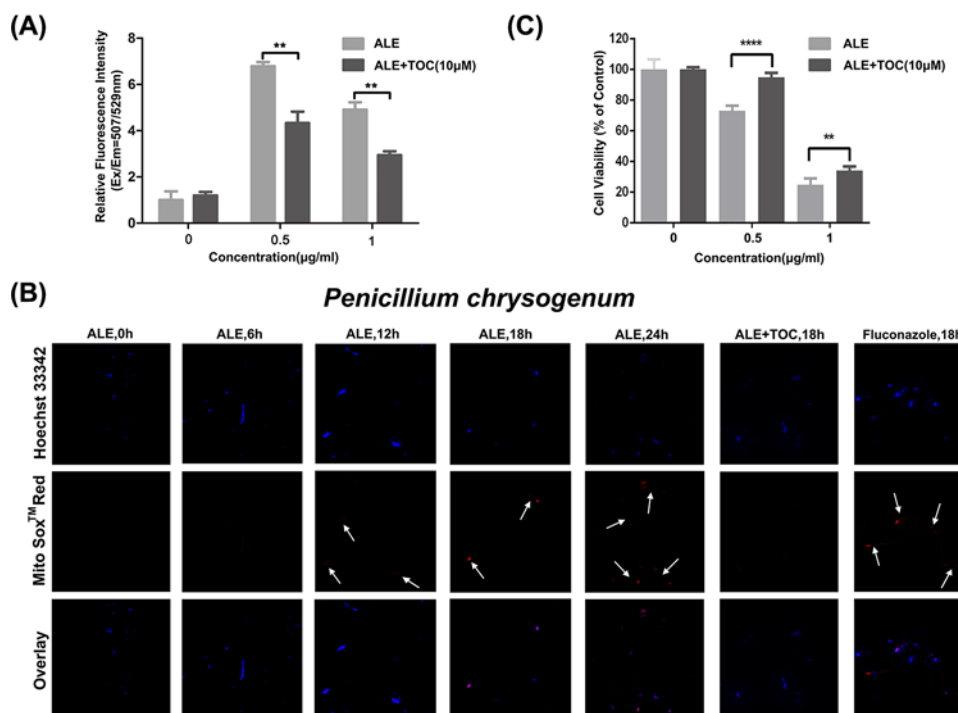 (A)
8
6
4
2
0
Relative Fluorescence Intensity
(Ex/Em=507/529nm)
**
**
ALE
ALE+TOC(10μM)
0
0.5
1
Concentration(μg/ml)
(C)
120
100
80
60
40
20
0
Cell Viability (% of Control)
****
**
ALE
ALE+TOC(10μM)
0
0.5
1
Concentration(μg/ml)
(B)
Penicillium chrysogenum
ALE,0h
ALE,6h
ALE,12h
ALE,18h
ALE,24h
ALE+TOC,18h
Fluconazole,18h
Hoechst 33342
Mito Sox™ Red
Overlay